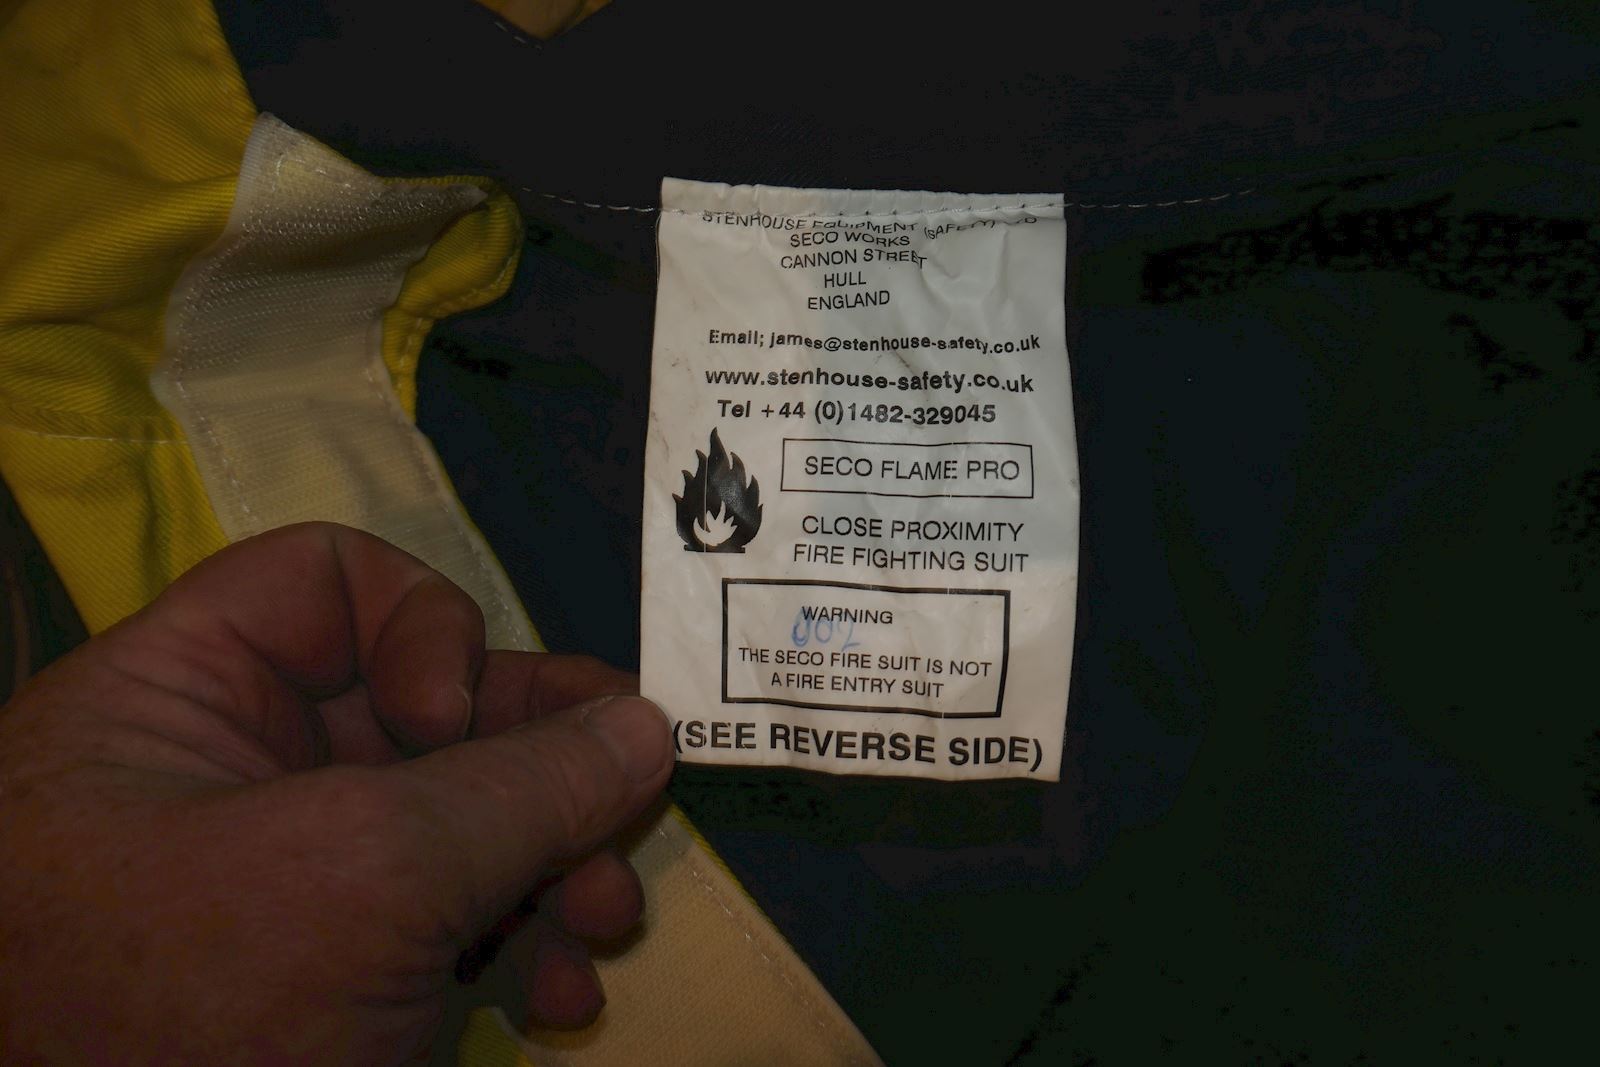 STENHOUSE EQUIPMENT (SAFETY) LTD
SECO WORKS
CANNON STREET
HULL
ENGLAND
Email; james@stenhouse-safety.co.uk
www.stenhouse-safety.co.uk
Tel +44 (0)1482-329045
SECO FLAME PRO
CLOSE PROXIMITY
FIRE FIGHTING SUIT
WARNING
002
THE SECO FIRE SUIT IS NOT
A FIRE ENTRY SUIT
(SEE REVERSE SIDE)